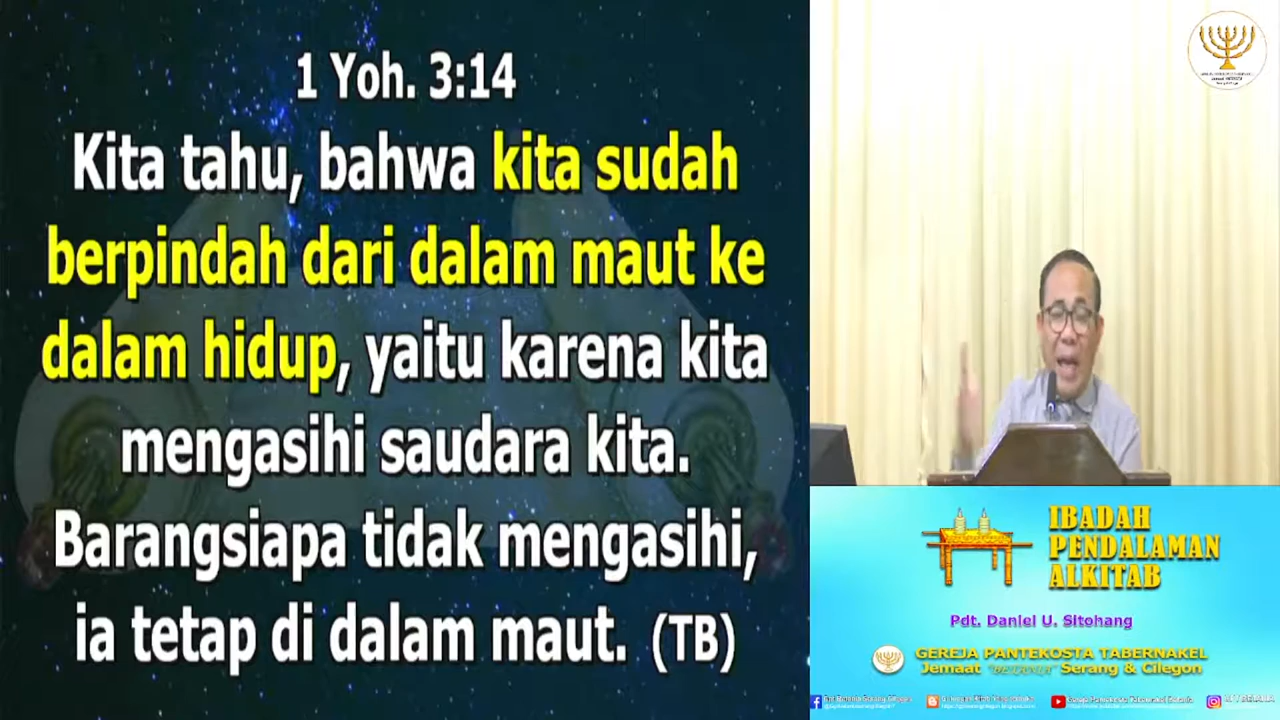 1 Yoh. 3:14
Kita tahu, bahwa kita sudah
berpindah dari dalam maut ke
dalam hidup, yaitu karena kita
mengasihi saudara kita.
Barangsiapa tidak mengasihi,
ia tetap di dalam maut. (TB)
IBADAH
PENDALAMAN
ALKITAB
Pdt. Daniel U. Sitohang
GEREJA PANTEKOSTA TABERNAKEL
Jemaat "BETANIA" Serang & Cilegon